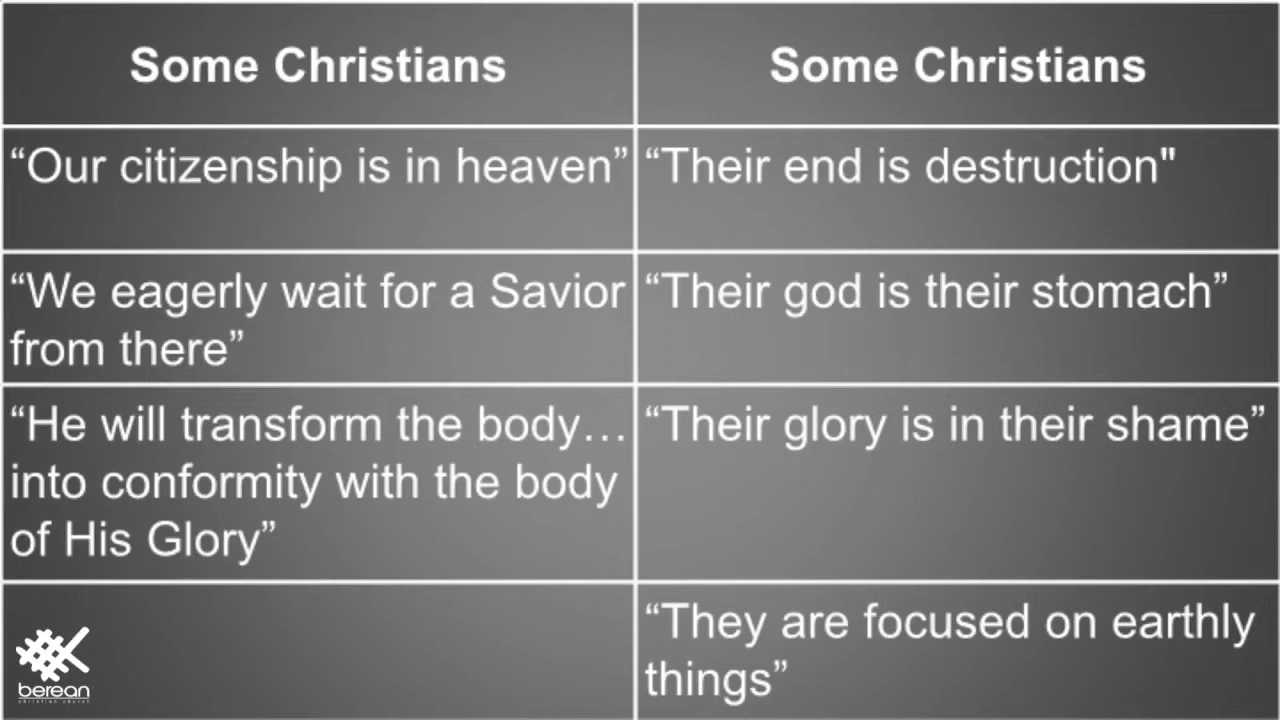 Some Christians
Some Christians
“Our citizenship is in heaven”
“Their end is destruction"
“We eagerly wait for a Savior
from there”
“Their god is their stomach”
“He will transform the body…
into conformity with the body
of His Glory”
“Their glory is in their shame”
“They are focused on earthly
things”
berean
christian church